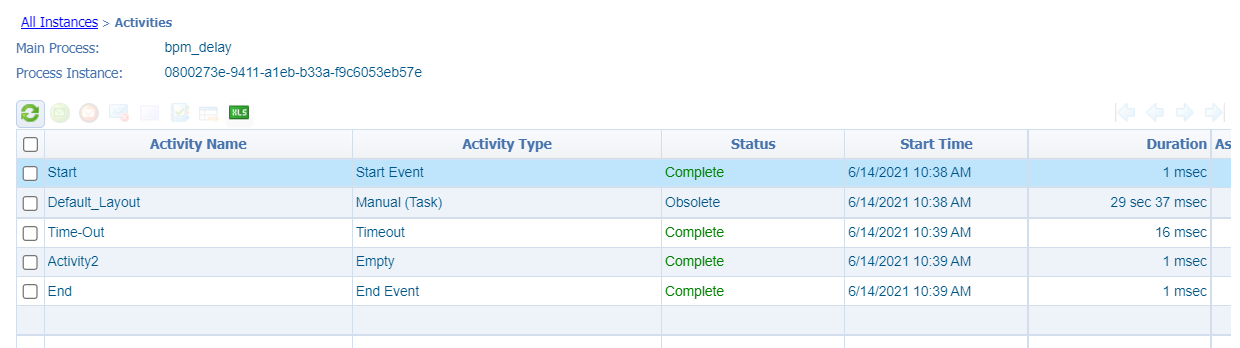 All Instances > Activities
Main Process: bpm_delay
Process Instance: 0800273e-9411-a1eb-b33a-f9c6053eb57e
XLS
Activity Name Activity Type Status Start Time Duration As
Start Start Event Complete 6/14/2021 10:38 AM 1 msec
Default_Layout Manual (Task) Obsolete 6/14/2021 10:38 AM 29 sec 37 msec
Time-Out Timeout Complete 6/14/2021 10:39 AM 16 msec
Activity2 Empty Complete 6/14/2021 10:39 AM 1 msec
End End Event Complete 6/14/2021 10:39 AM 1 msec